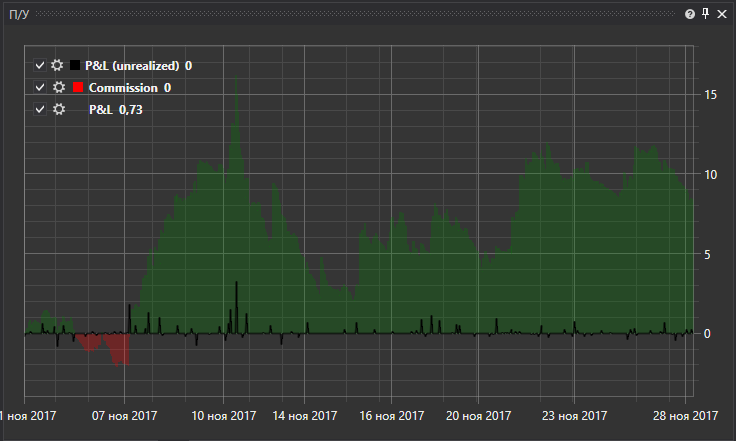 П/У
P&L (unrealized) 0
Commission 0
P&L 0,73
15
10
5
0
1 ноя 2017 07 ноя 2017 10 ноя 2017 14 ноя 2017 16 ноя 2017 20 ноя 2017 23 ноя 2017 28 ноя 2017